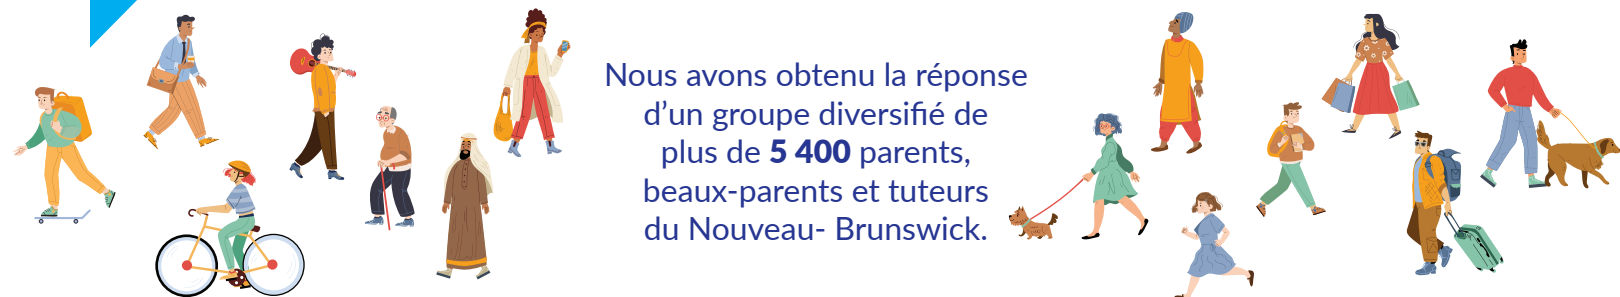 Nous avons obtenu la réponse
d’un groupe diversifié de
plus de 5 400 parents,
beaux-parents et tuteurs
du Nouveau- Brunswick.